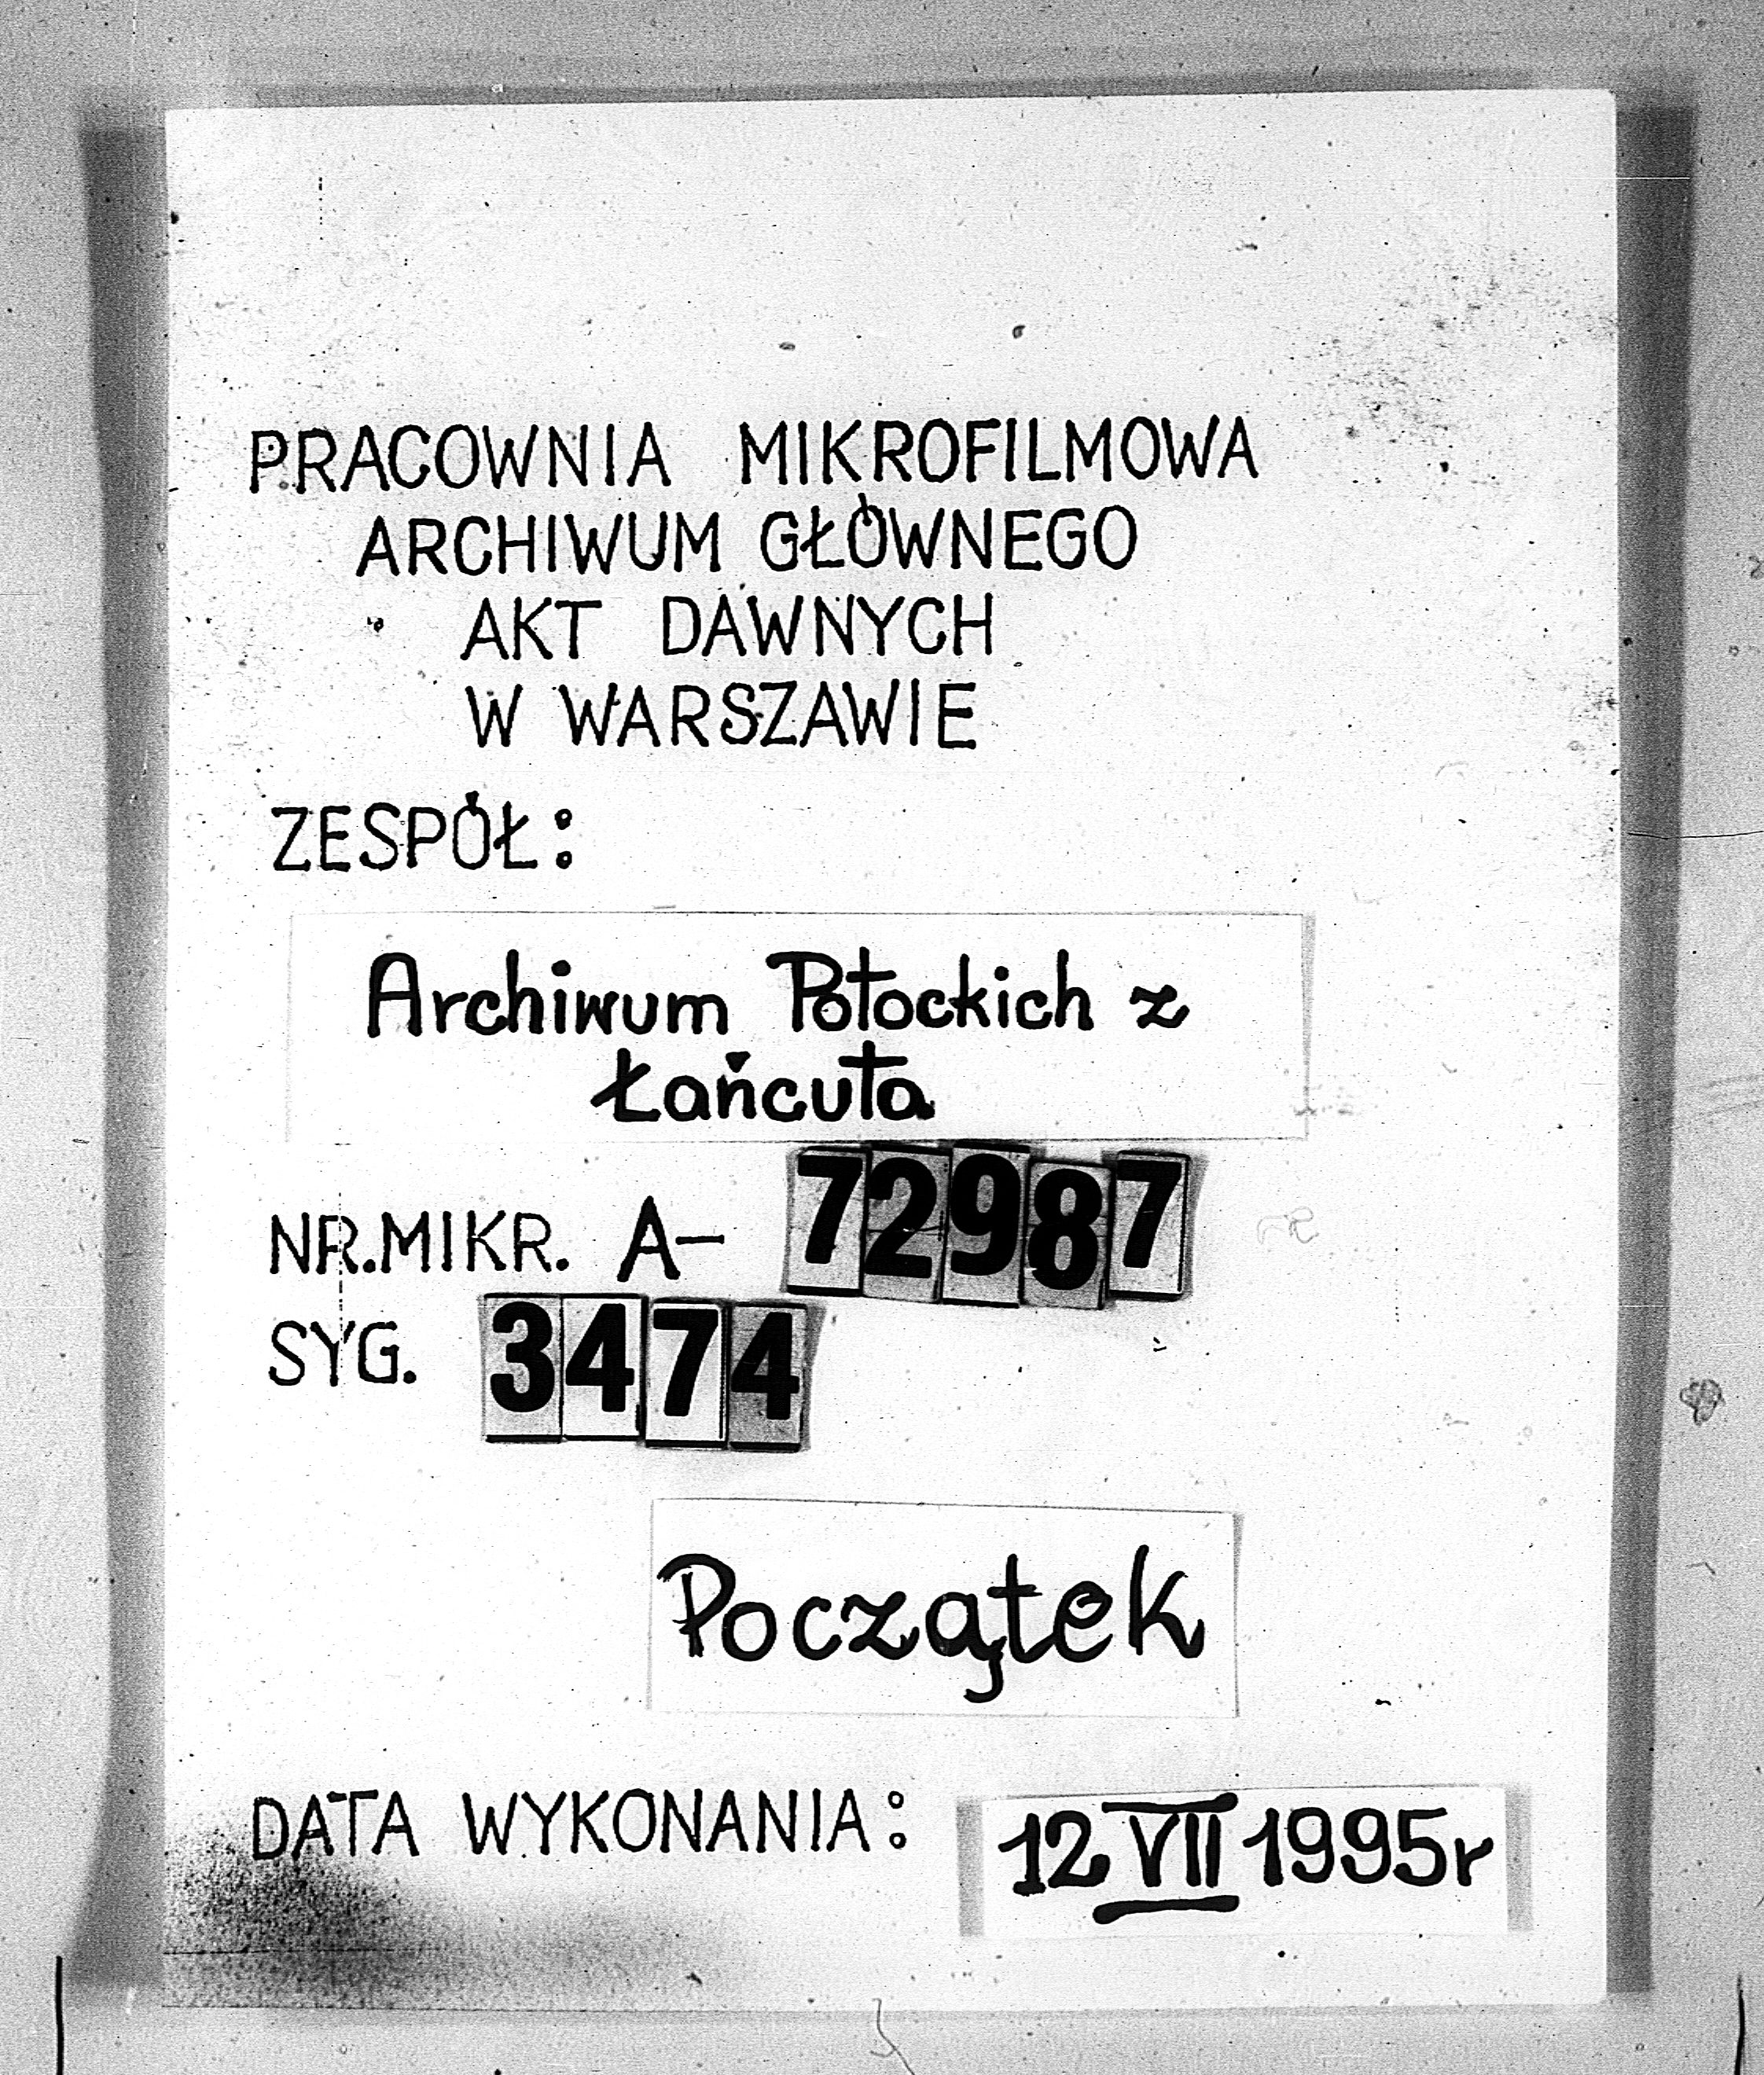 PRACOWNIA MIKROFILMOWA
ARCHIWUM GŁÓWNEGO
AKT DAWNYCH
W WARSZAWIE
ZESPÓŁ:
Archiwum Potockich z
Łańcuta
NR.MIKR. A- 72987
SYG. 3474
Początek
DATA WYKONANIA: 12 VII 1995r